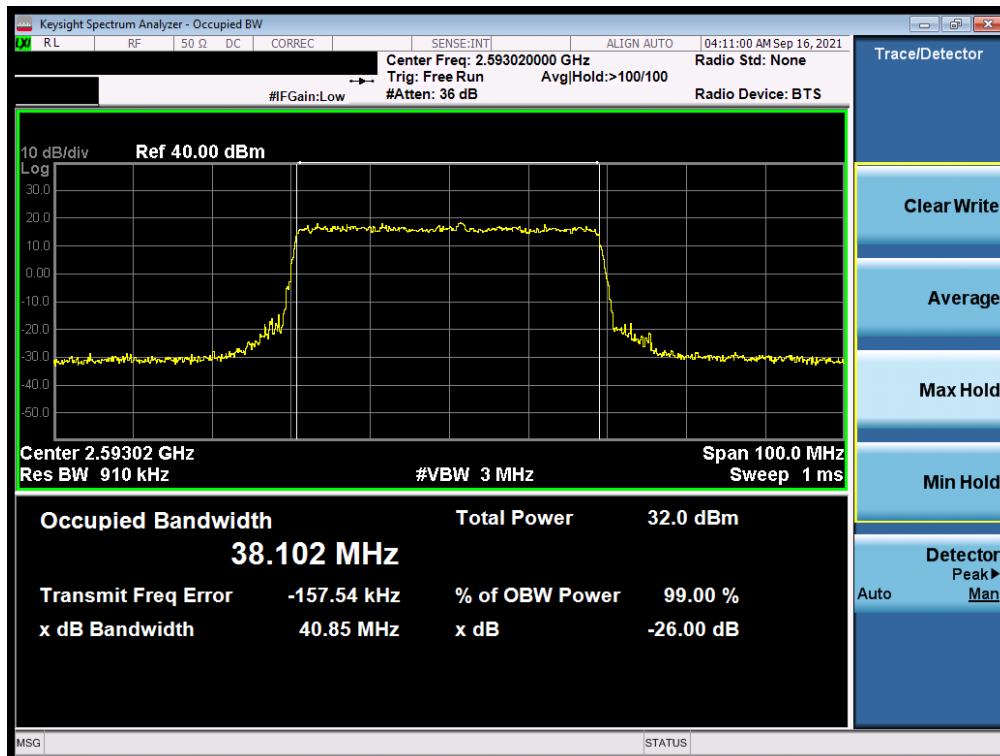 Keysight Spectrum Analyzer - Occupied BW
LXI RL RF 50 Ω DC CORREC SENSE:INT ALIGN AUTO 04:11:00 AM Sep 16, 2021
Center Freq: 2.593020000 GHz Radio Std: None
Trig: Free Run Avg|Hold:>100/100
#IFGain:Low #Atten: 36 dB Radio Device: BTS
10 dB/div Ref 40.00 dBm
Log
30.0
20.0
10.0
0.00
-10.0
-20.0
-30.0
-40.0
-50.0
Center 2.59302 GHz Span 100.0 MHz
Res BW 910 kHz #VBW 3 MHz Sweep 1 ms
Occupied Bandwidth Total Power 32.0 dBm
38.102 MHz
Transmit Freq Error -157.54 kHz % of OBW Power 99.00 %
x dB Bandwidth 40.85 MHz x dB -26.00 dB
MSG STATUS
Trace/Detector
Clear Write
Average
Max Hold
Min Hold
Detector
Peak▶
Auto Man